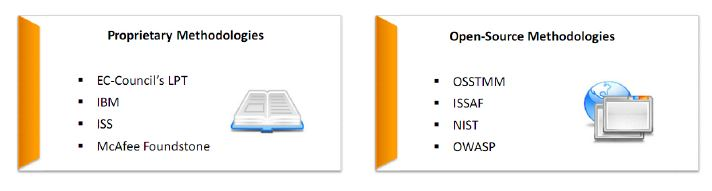 Proprietary Methodologies
▪ EC-Council's LPT
▪ IBM
▪ ISS
▪ McAfee Foundstone
Open-Source Methodologies
▪ OSSTMM
▪ ISSAF
▪ NIST
▪ OWASP